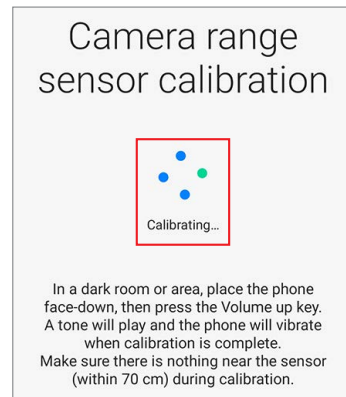 Camera range
sensor calibration
Calibrating...
In a dark room or area, place the phone
face-down, then press the Volume up key.
A tone will play and the phone will vibrate
when calibration is complete.
Make sure there is nothing near the sensor
(within 70 cm) during calibration.